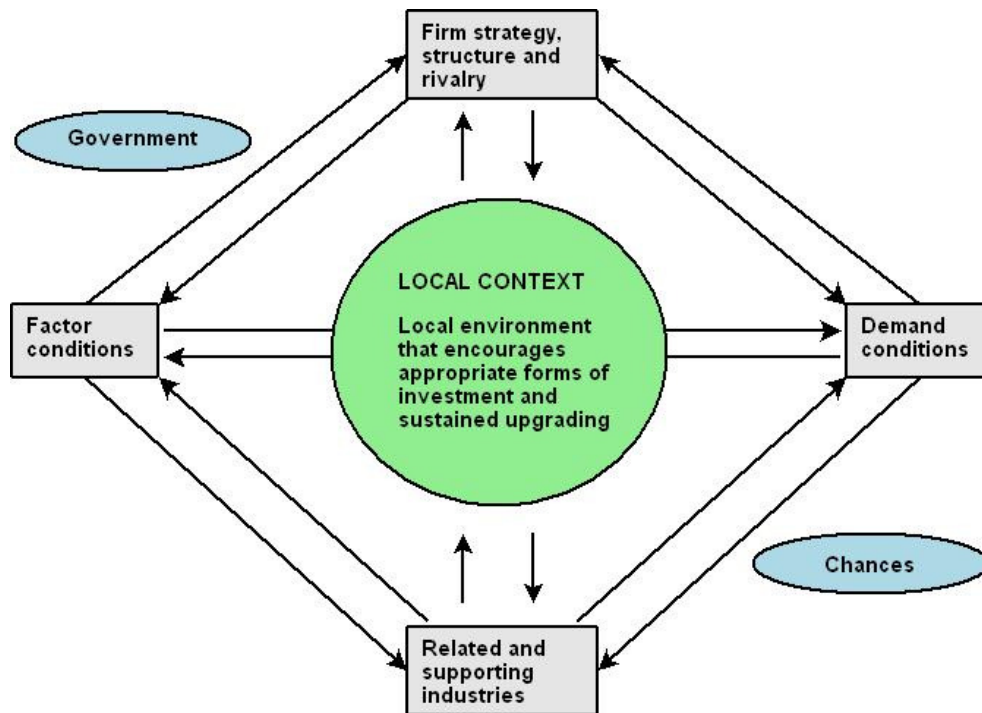 Firm strategy,
structure and
rivalry
Government
LOCAL CONTEXT
Local environment
that encourages
appropriate forms of
investment and
sustained upgrading
Factor
conditions
Demand
conditions
Chances
Related and
supporting
industries